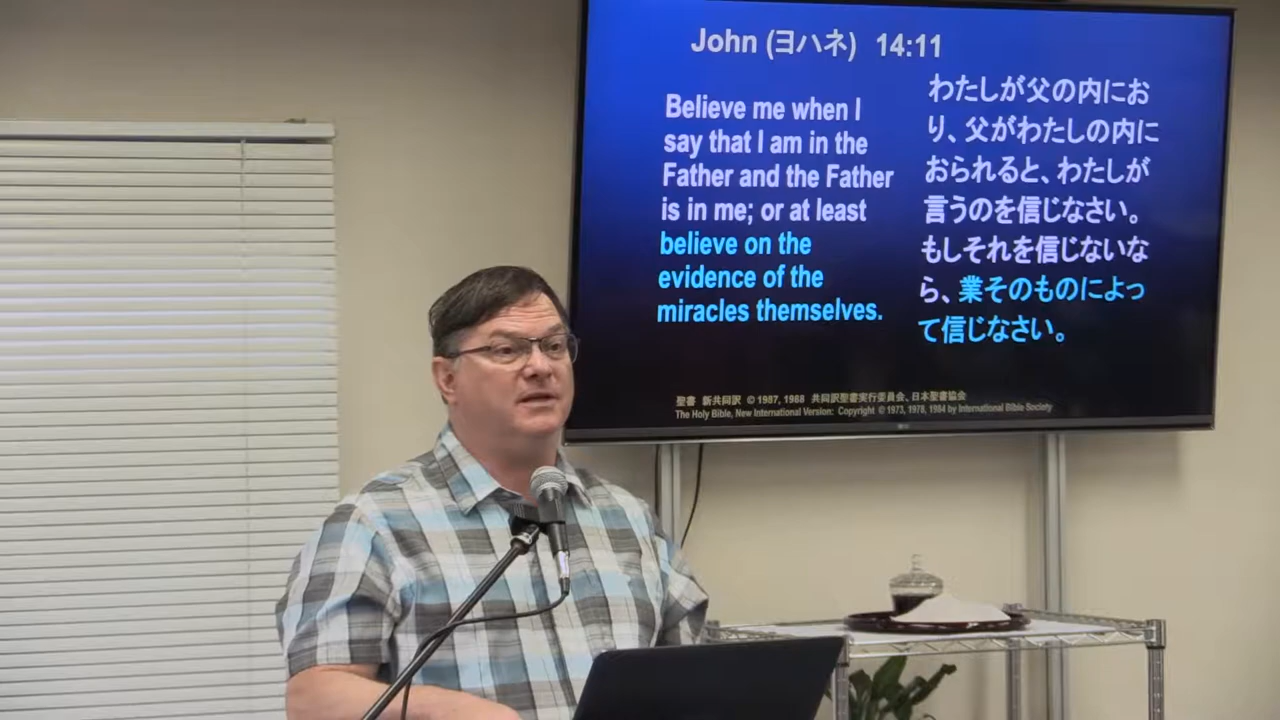 John (ヨハネ) 14:11
Believe me when I
say that I am in the
Father and the Father
is in me; or at least
believe on the
evidence of the
miracles themselves.
わたしが父の内にお
り、父がわたしの内に
おられると、わたしが
言うのを信じなさい。
もしそれを信じないな
ら、業そのものによっ
て信じなさい。
聖書 新共同訳 © 1987, 1988 共同訳聖書実行委員会、日本聖書協会
The Holy Bible, New International Version: Copyright © 1973, 1978, 1984 by International Bible Society
LG